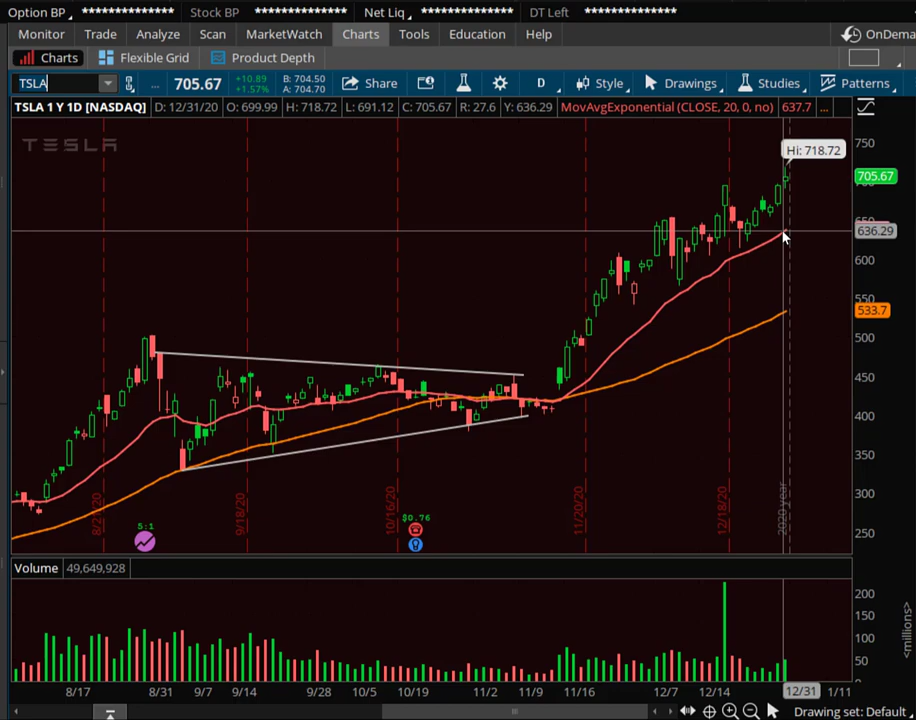 Option BP ************** Stock BP ************** Net Liq ************** DT Left **************
Monitor Trade Analyze Scan MarketWatch Charts Tools Education Help OnDema
Charts Flexible Grid Product Depth
TSLA ... 705.67 +10.89 +1.57% B: 704.50 A: 704.70 Share D Style Drawings Studies Patterns
TSLA 1 Y 1D [NASDAQ] D: 12/31/20 O: 699.99 H: 718.72 L: 691.12 C: 705.67 R: 27.6 Y: 636.29 MovAvgExponential (CLOSE, 20, 0, no) 637.7 ...
TESLA
750
Hi: 718.72
705.67
636.29
600
550
533.7
500
450
400
350
300
250
9/18/20
10/16/20
11/20/20
12/18/20
2020 year
5:1
$0.76
Volume 49,649,928
200
150
100
50
<millions>
8/17 8/31 9/7 9/14 9/28 10/5 10/19 11/2 11/9 11/16 12/7 12/14 12/31 1/11
Drawing set: Default